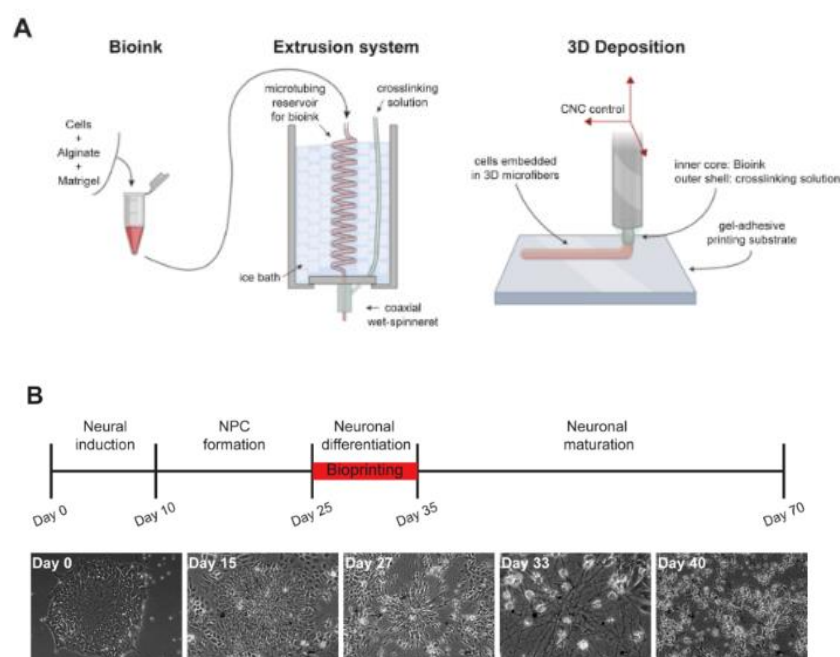 A
Bioink
Extrusion system
3D Deposition
Cells
+
Alginate
+
Matrigel
microtubing
reservoir
for bioink
crosslinking
solution
ice bath
coaxial
wet-spinneret
CNC control
cells embedded
in 3D microfibers
inner core: Bioink
outer shell: crosslinking solution
gel-adhesive
printing substrate
B
Neural
induction
NPC
formation
Neuronal
differentiation
Bioprinting
Neuronal
maturation
Day 0
Day 10
Day 25
Day 35
Day 70
Day 0
Day 15
Day 27
Day 33
Day 40